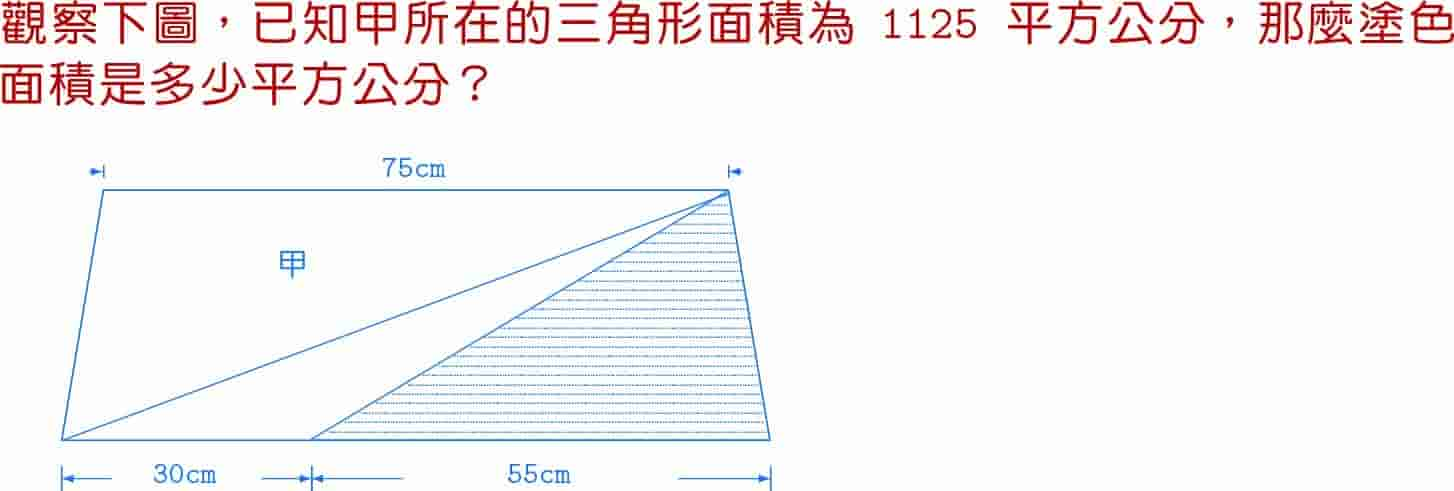 觀察下圖，已知甲所在的三角形面積為 1125 平方公分，那麼塗色
面積是多少平方公分？
75cm
甲
30cm
55cm